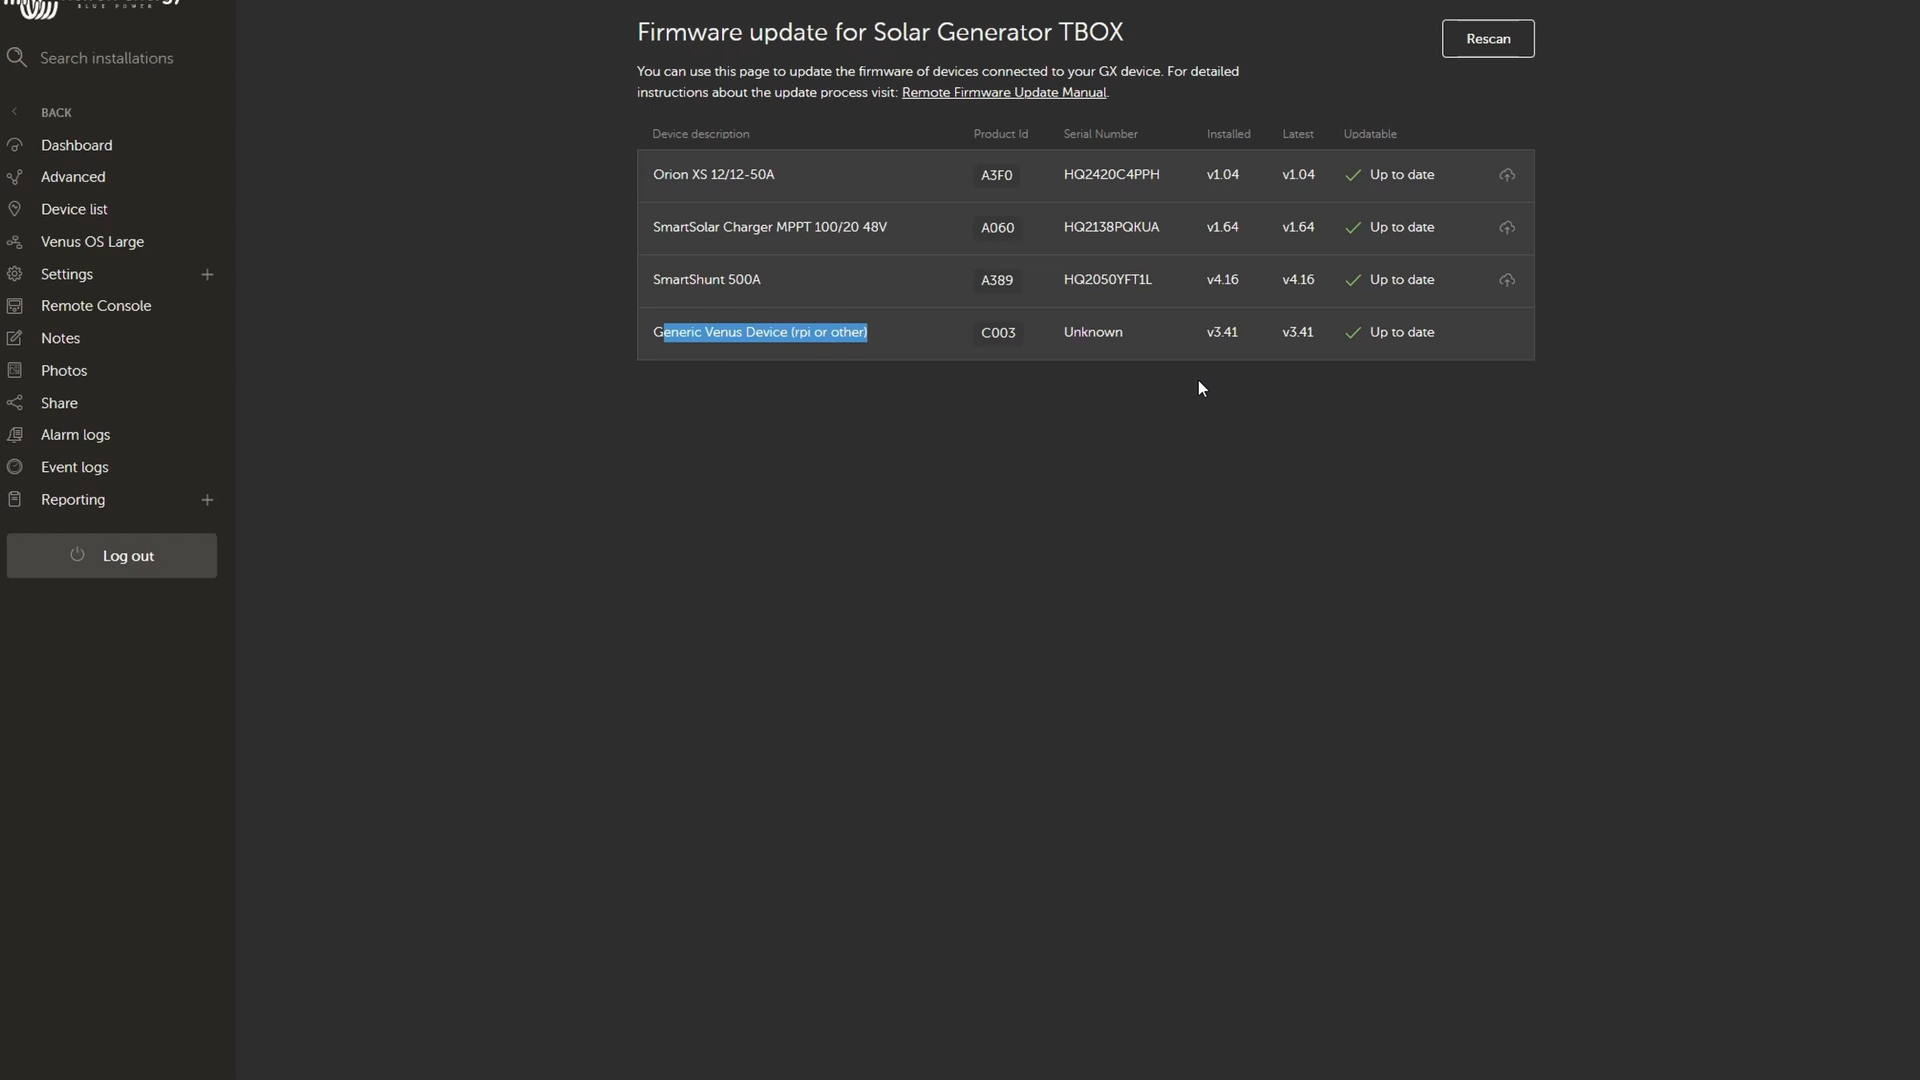 BLUE POWER
Search installations
BACK
Dashboard
Advanced
Device list
Venus OS Large
Settings
Remote Console
Notes
Photos
Share
Alarm logs
Event logs
Reporting
Log out
Firmware update for Solar Generator TBOX
Rescan
You can use this page to update the firmware of devices connected to your GX device. For detailed
instructions about the update process visit: Remote Firmware Update Manual.
Device description Product Id Serial Number Installed Latest Updatable
Orion XS 12/12-50A A3F0 HQ2420C4PPH v1.04 v1.04 Up to date
SmartSolar Charger MPPT 100/20 48V A060 HQ2138PQKUA v1.64 v1.64 Up to date
SmartShunt 500A A389 HQ2050YFT1L v4.16 v4.16 Up to date
Generic Venus Device (rpi or other) C003 Unknown v3.41 v3.41 Up to date